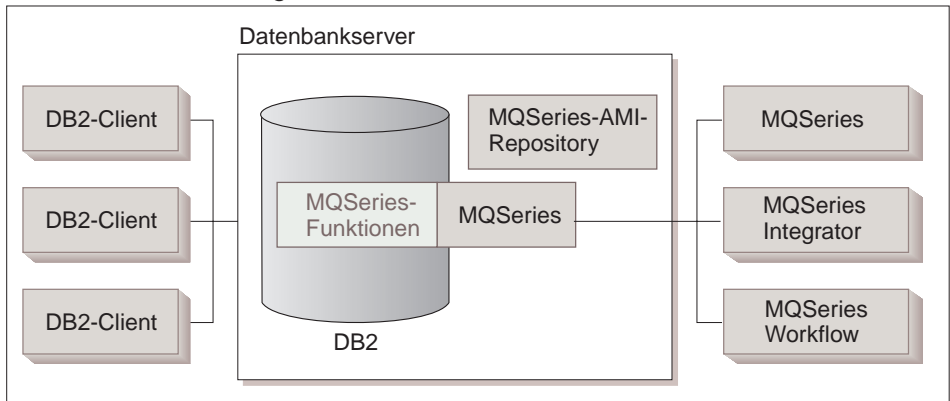 Datenbankserver
DB2-Client
DB2-Client
DB2-Client
MQSeries-AMI-
Repository
MQSeries-
Funktionen
MQSeries
DB2
MQSeries
MQSeries
Integrator
MQSeries
Workflow